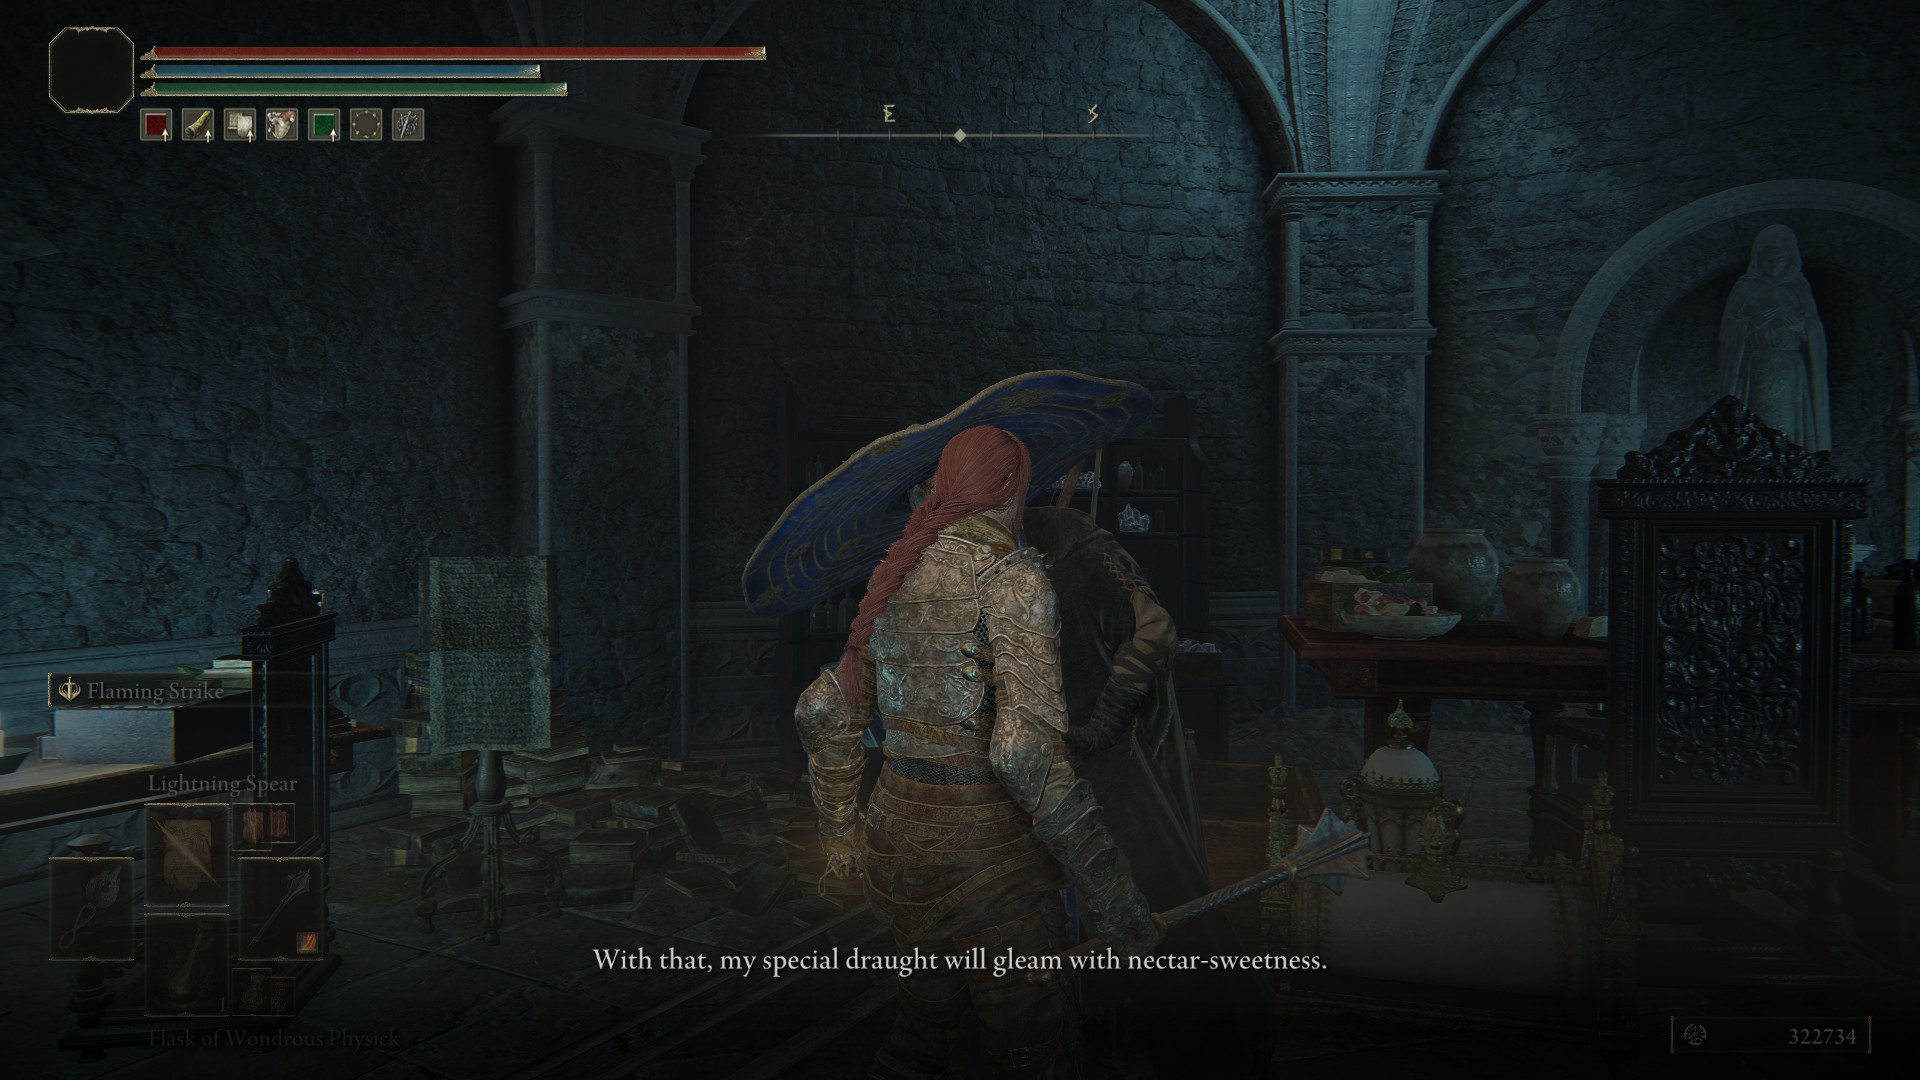 E S
Flaming Strike
Lightning Spear
1
With that, my special draught will gleam with nectar-sweetness.
Flask of Wondrous Physick
322734